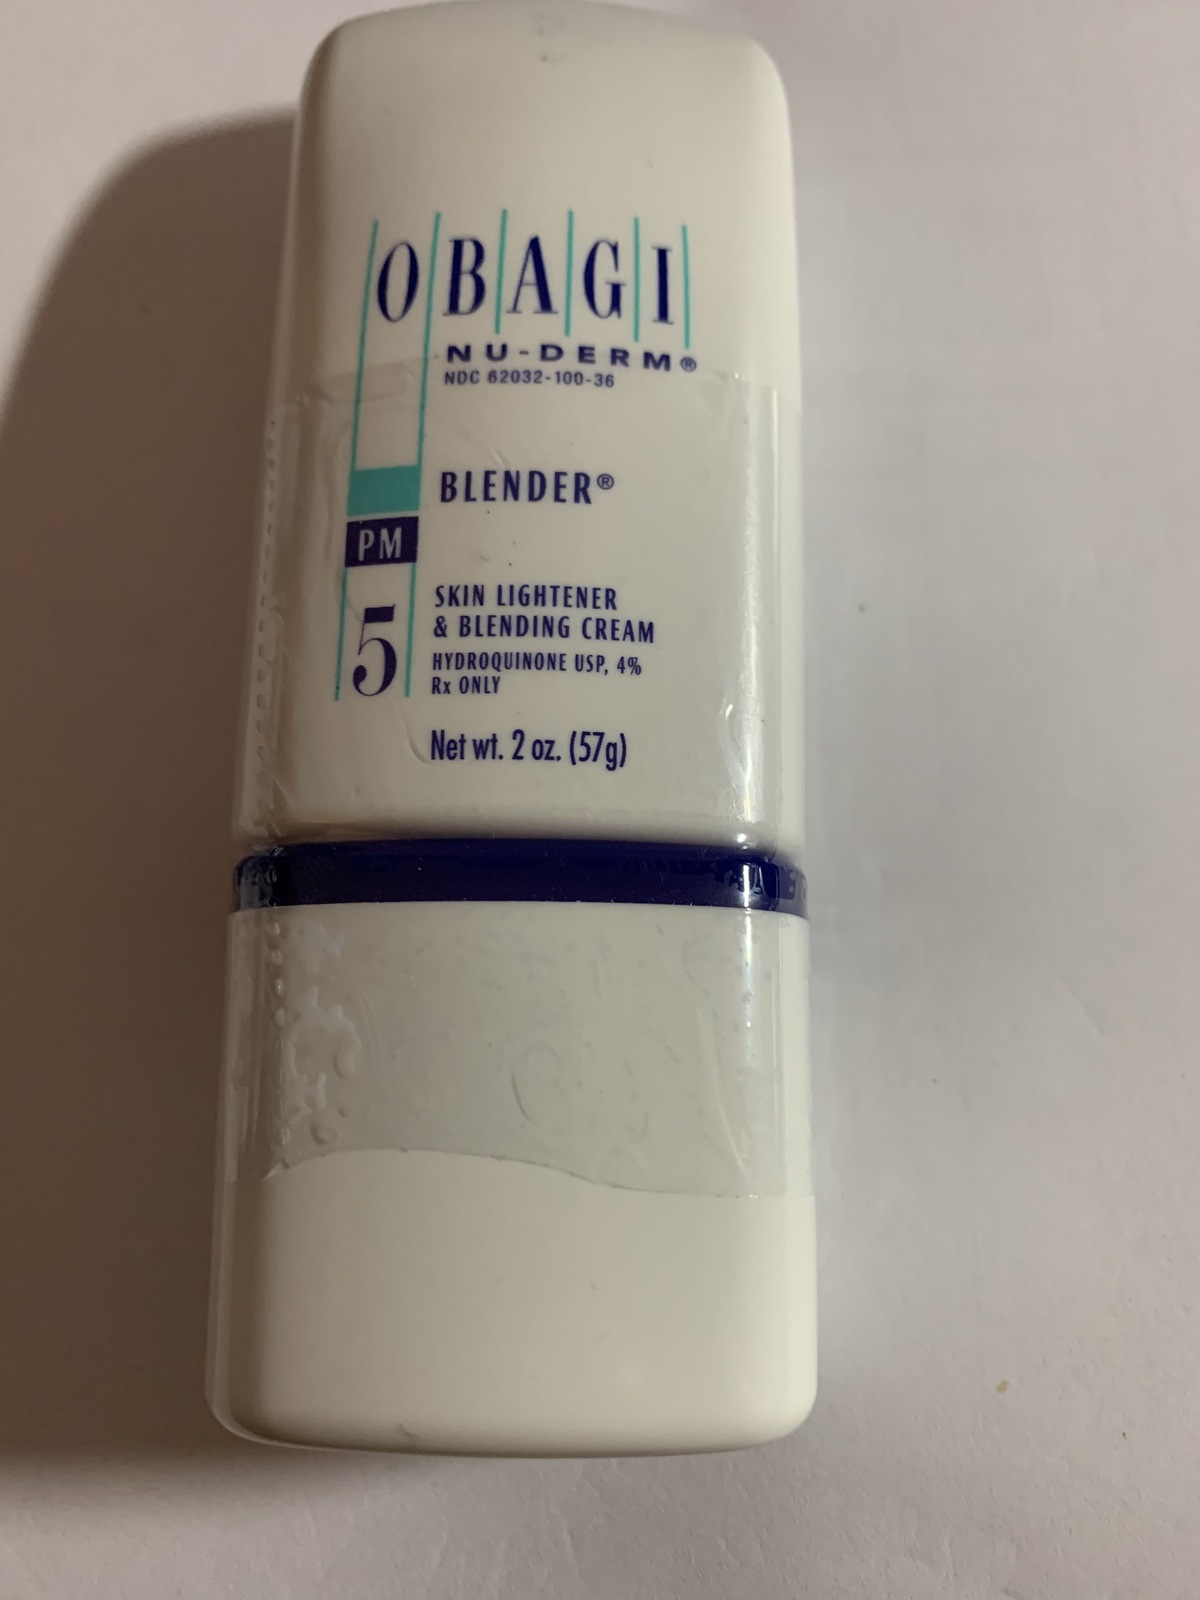 OBAGI
NU-DERM®
NDC 62032-100-36
BLENDER®
PM
5
SKIN LIGHTENER
& BLENDING CREAM
HYDROQUINONE USP, 4%
Rx ONLY
Net wt. 2 oz. (57g)